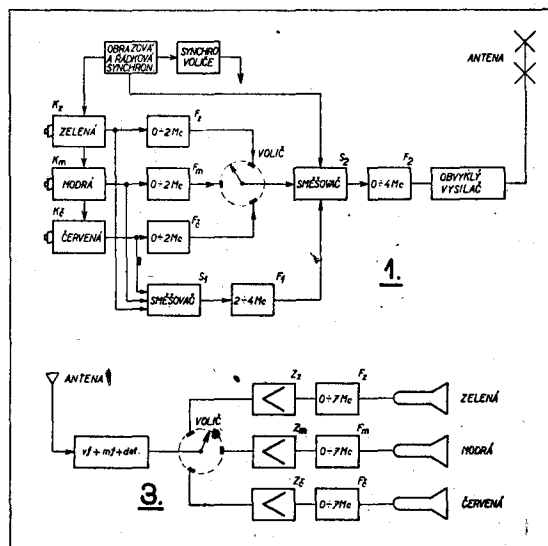 OBRAZOVÁ
A ŘÁDKOVÁ
SYNCHRON.
SYNCHRO
VOLIČE
ANTENA
Kz
ZELENÁ
0÷2Mc
Fz
VOLIČ
Km
MODRÁ
0÷2Mc
Fm
S2
SMĚŠOVAČ
F2
0÷4Mc
OBVYKLÝ
VYSILAČ
Kč
ČERVENÁ
0÷2Mc
Fč
S1
SMĚŠOVAČ
2÷4Mc
F1
1.
ANTENA
vf+mf+det.
VOLIČ
Zz
Fz
0÷7Mc
ZELENÁ
Zm
Fm
0÷7Mc
MODRÁ
Zč
Fč
0÷7Mc
ČERVENÁ
3.